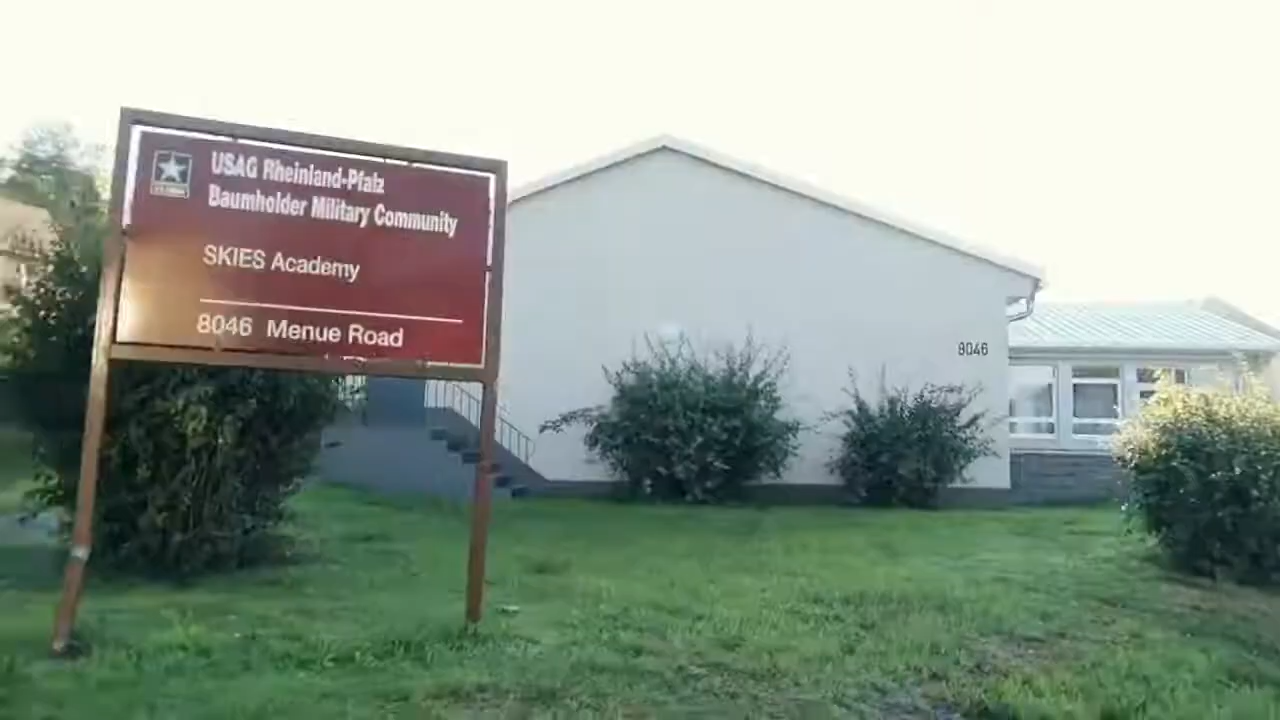 USAG Rheinland-Pfalz
Baumholder Military Community
SKIES Academy
8046 Menue Road
8046